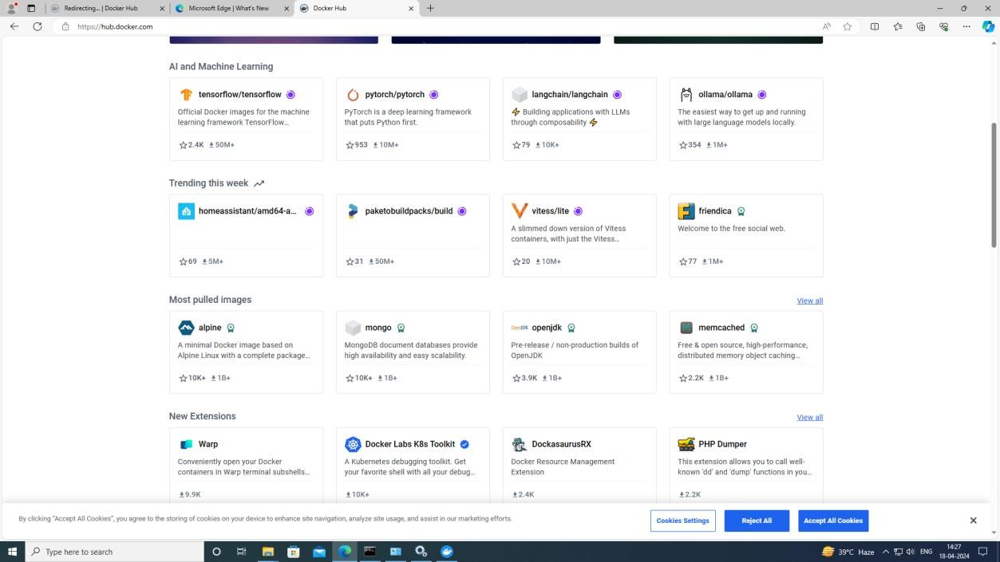 Redirecting... | Docker Hub
Microsoft Edge | What's New
Docker Hub
https://hub.docker.com
AI and Machine Learning
tensorflow/tensorflow
Official Docker images for the machine
learning framework TensorFlow...
2.4K 50M+
pytorch/pytorch
PyTorch is a deep learning framework
that puts Python first.
953 10M+
langchain/langchain
⚡ Building applications with LLMs
through composability ⚡
79 10K+
ollama/ollama
The easiest way to get up and running
with large language models locally.
354 1M+
Trending this week
homeassistant/amd64-a...
69 5M+
paketobuildpacks/build
31 50M+
vitess/lite
A slimmed down version of Vitess
containers, with just the Vitess...
20 10M+
friendica
Welcome to the free social web.
77 1M+
Most pulled images
View all
alpine
A minimal Docker image based on
Alpine Linux with a complete package...
10K+ 1B+
mongo
MongoDB document databases provide
high availability and easy scalability.
10K+ 1B+
OpenJDK openjdk
Pre-release / non-production builds of
OpenJDK
3.9K 1B+
memcached
Free & open source, high-performance,
distributed memory object caching...
2.2K 1B+
New Extensions
View all
Warp
Conveniently open your Docker
containers in Warp terminal subshells...
9.9K
Docker Labs K8s Toolkit
A Kubernetes debugging toolkit. Get
your favorite shell with all your debug...
10K+
DockasaurusRX
Docker Resource Management
Extension
2.4K
PHP Dumper
This extension allows you to call well-
known 'dd' and 'dump' functions in you...
2.2K
By clicking "Accept All Cookies", you agree to the storing of cookies on your device to enhance site navigation, analyze site usage, and assist in our marketing efforts.
Cookies Settings
Reject All
Accept All Cookies
Type here to search
39°C Haze
ENG
14:27
18-04-2024